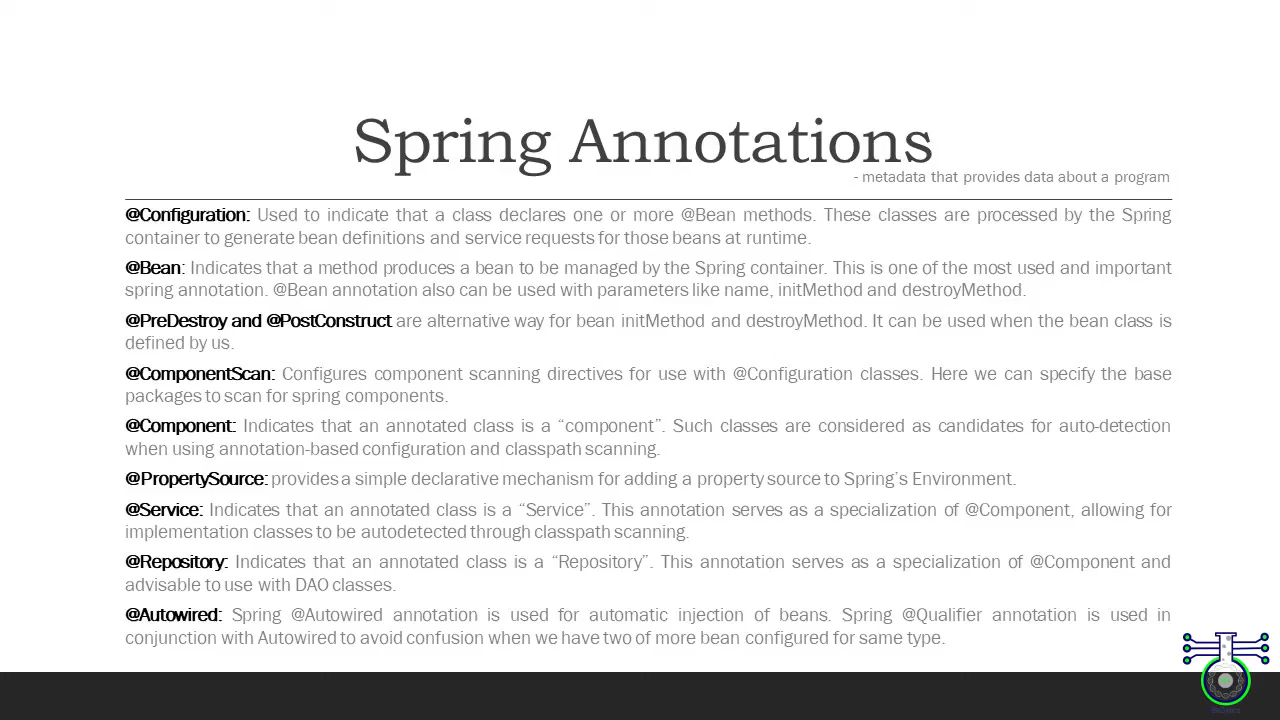 Spring Annotations
- metadata that provides data about a program
@Configuration: Used to indicate that a class declares one or more @Bean methods. These classes are processed by the Spring
container to generate bean definitions and service requests for those beans at runtime.
@Bean: Indicates that a method produces a bean to be managed by the Spring container. This is one of the most used and important
spring annotation. @Bean annotation also can be used with parameters like name, initMethod and destroyMethod.
@PreDestroy and @PostConstruct are alternative way for bean initMethod and destroyMethod. It can be used when the bean class is
defined by us.
@ComponentScan: Configures component scanning directives for use with @Configuration classes. Here we can specify the base
packages to scan for spring components.
@Component: Indicates that an annotated class is a “component”. Such classes are considered as candidates for auto-detection
when using annotation-based configuration and classpath scanning.
@PropertySource: provides a simple declarative mechanism for adding a property source to Spring’s Environment.
@Service: Indicates that an annotated class is a “Service”. This annotation serves as a specialization of @Component, allowing for
implementation classes to be autodetected through classpath scanning.
@Repository: Indicates that an annotated class is a “Repository”. This annotation serves as a specialization of @Component and
advisable to use with DAO classes.
@Autowired: Spring @Autowired annotation is used for automatic injection of beans. Spring @Qualifier annotation is used in
conjunction with Autowired to avoid confusion when we have two of more bean configured for same type.